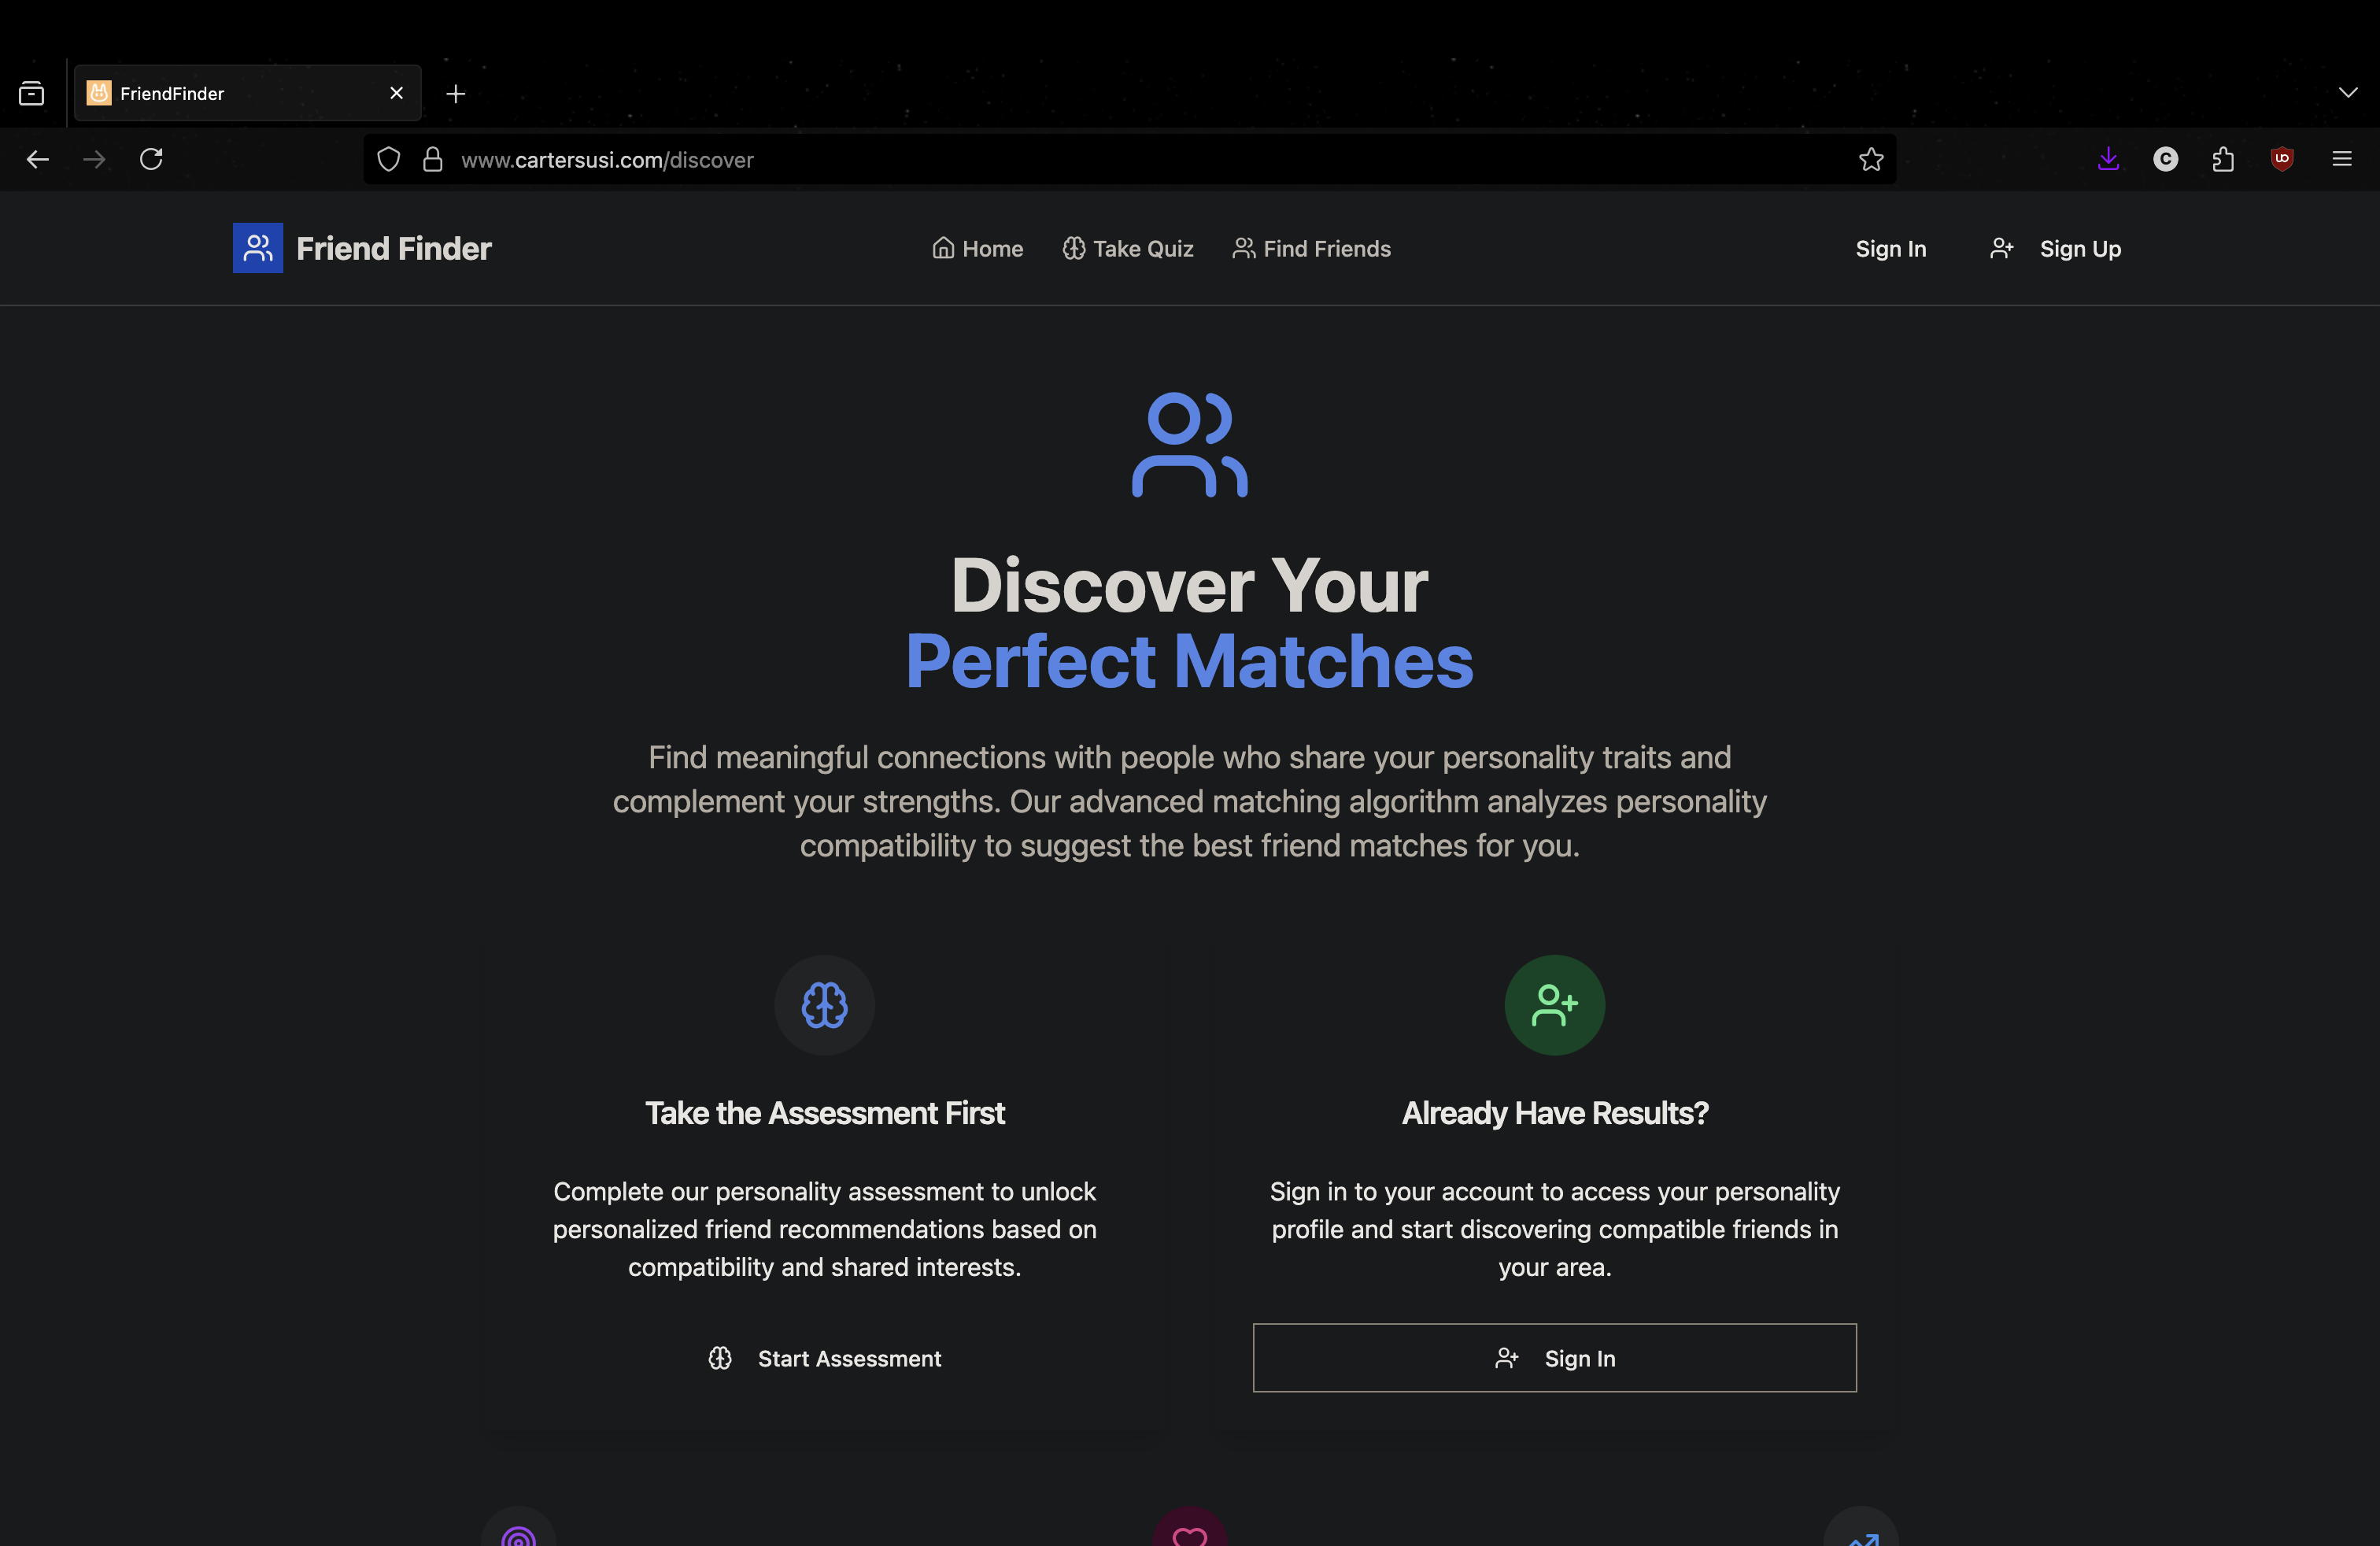 FriendFinder
www.cartersusi.com/discover
C
UO
Friend Finder
Home
Take Quiz
Find Friends
Sign In
Sign Up
Discover Your
Perfect Matches
Find meaningful connections with people who share your personality traits and
complement your strengths. Our advanced matching algorithm analyzes personality
compatibility to suggest the best friend matches for you.
Take the Assessment First
Complete our personality assessment to unlock
personalized friend recommendations based on
compatibility and shared interests.
Start Assessment
Already Have Results?
Sign in to your account to access your personality
profile and start discovering compatible friends in
your area.
Sign In